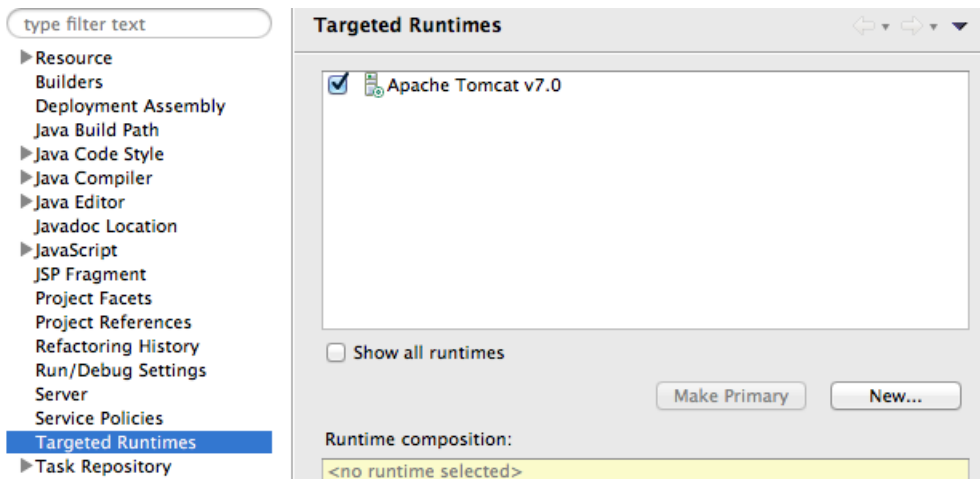 type filter text
Resource
Builders
Deployment Assembly
Java Build Path
Java Code Style
Java Compiler
Java Editor
Javadoc Location
JavaScript
JSP Fragment
Project Facets
Project References
Refactoring History
Run/Debug Settings
Server
Service Policies
Targeted Runtimes
Task Repository
Targeted Runtimes
Apache Tomcat v7.0
Show all runtimes
Make Primary
New...
Runtime composition:
<no runtime selected>